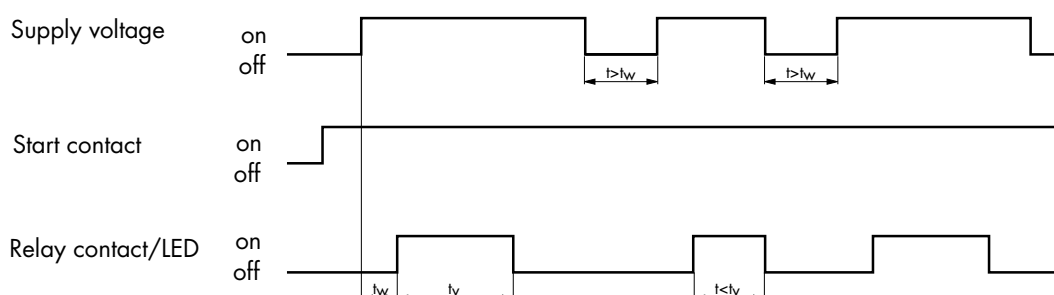 Supply voltage
on
off
t>tw
t>tw
Start contact
on
off
Relay contact/LED
on
off
tw
tv
t<tv